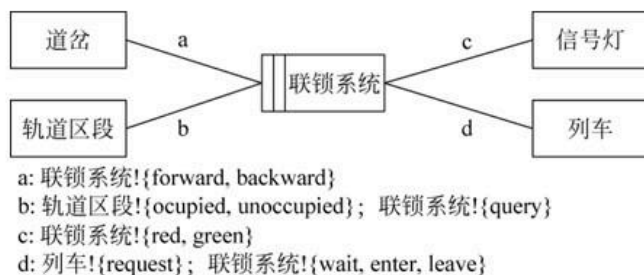 道岔
a
c
信号灯
联锁系统
轨道区段
b
d
列车
a: 联锁系统!{forward, backward}
b: 轨道区段!{ocupied, unoccupied}; 联锁系统!{query}
c: 联锁系统!{red, green}
d: 列车!{request}; 联锁系统!{wait, enter, leave}